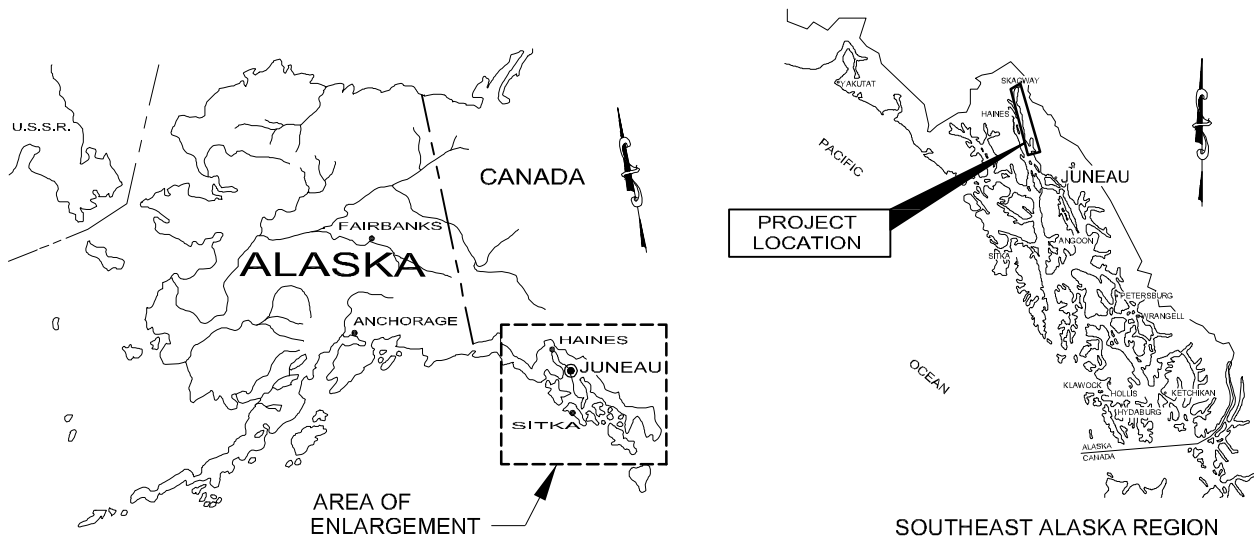 U.S.S.R.
CANADA
FAIRBANKS
ALASKA
ANCHORAGE
HAINES
JUNEAU
SITKA
AREA OF
ENLARGEMENT
YAKUTAT
SKAGWAY
HAINES
PACIFIC
JUNEAU
PROJECT
LOCATION
ANGOON
SITKA
PETERSBURG
WRANGELL
OCEAN
KLAWOCK
HOLLIS
KETCHIKAN
HYDABURG
ALASKA
CANADA
SOUTHEAST ALASKA REGION